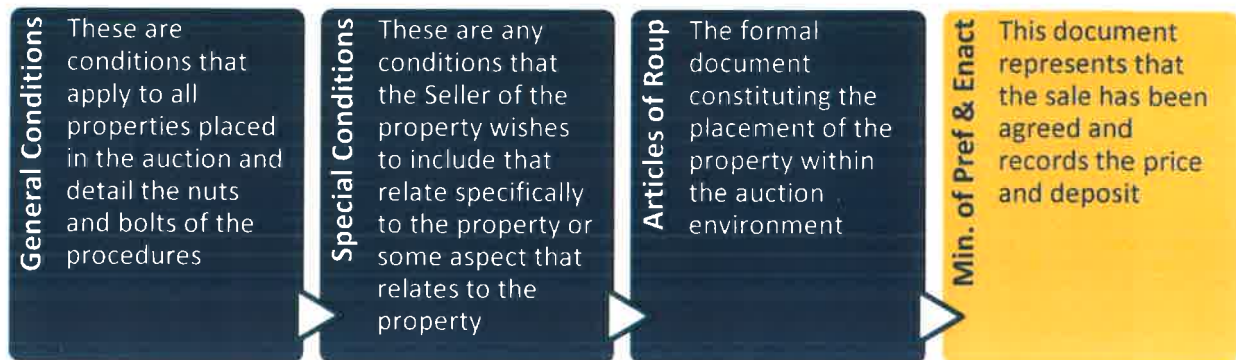 General Conditions
These are
conditions that
apply to all
properties placed
in the auction and
detail the nuts
and bolts of the
procedures
Special Conditions
These are any
conditions that
the Seller of the
property wishes
to include that
relate specifically
to the property or
some aspect that
relates to the
property
Articles of Roup
The formal
document
constituting the
placement of the
property within
the auction
environment
Min. of Pref & Enact
This document
represents that
the sale has been
agreed and
records the price
and deposit